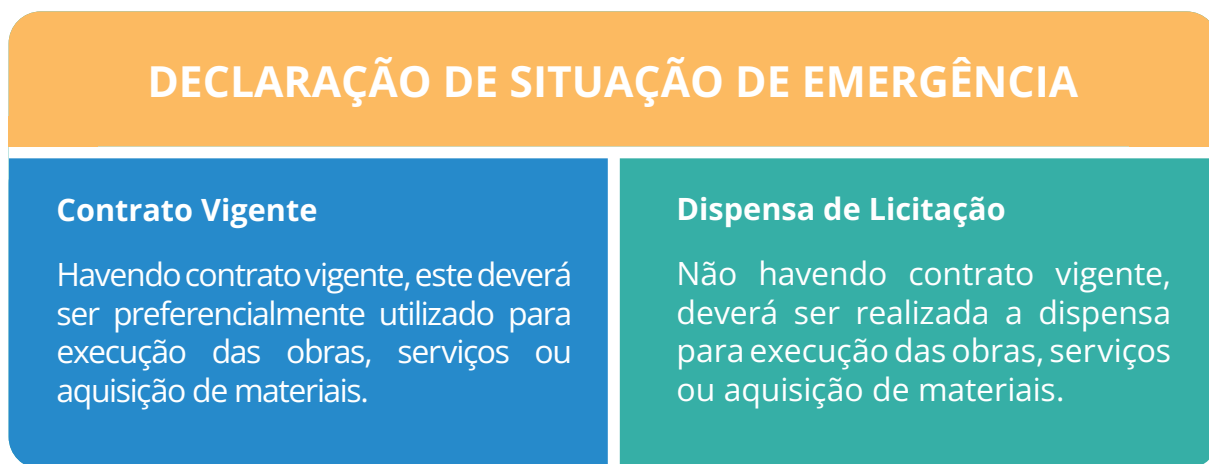 DECLARAÇÃO DE SITUAÇÃO DE EMERGÊNCIA
Contrato Vigente
Havendo contrato vigente, este deverá
ser preferencialmente utilizado para
execução das obras, serviços ou
aquisição de materiais.
Dispensa de Licitação
Não havendo contrato vigente,
deverá ser realizada a dispensa
para execução das obras, serviços
ou aquisição de materiais.